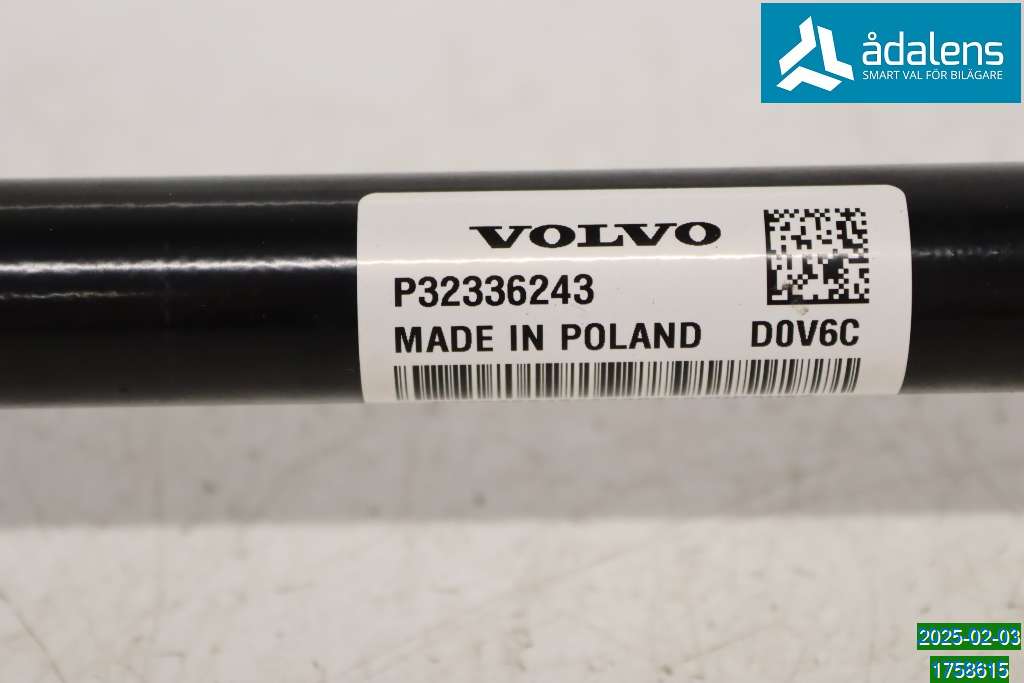 ådalens
SMART VAL FÖR BILÄGARE
VOLVO
P32336243
MADE IN POLAND D0V6C
2025-02-03
1758615